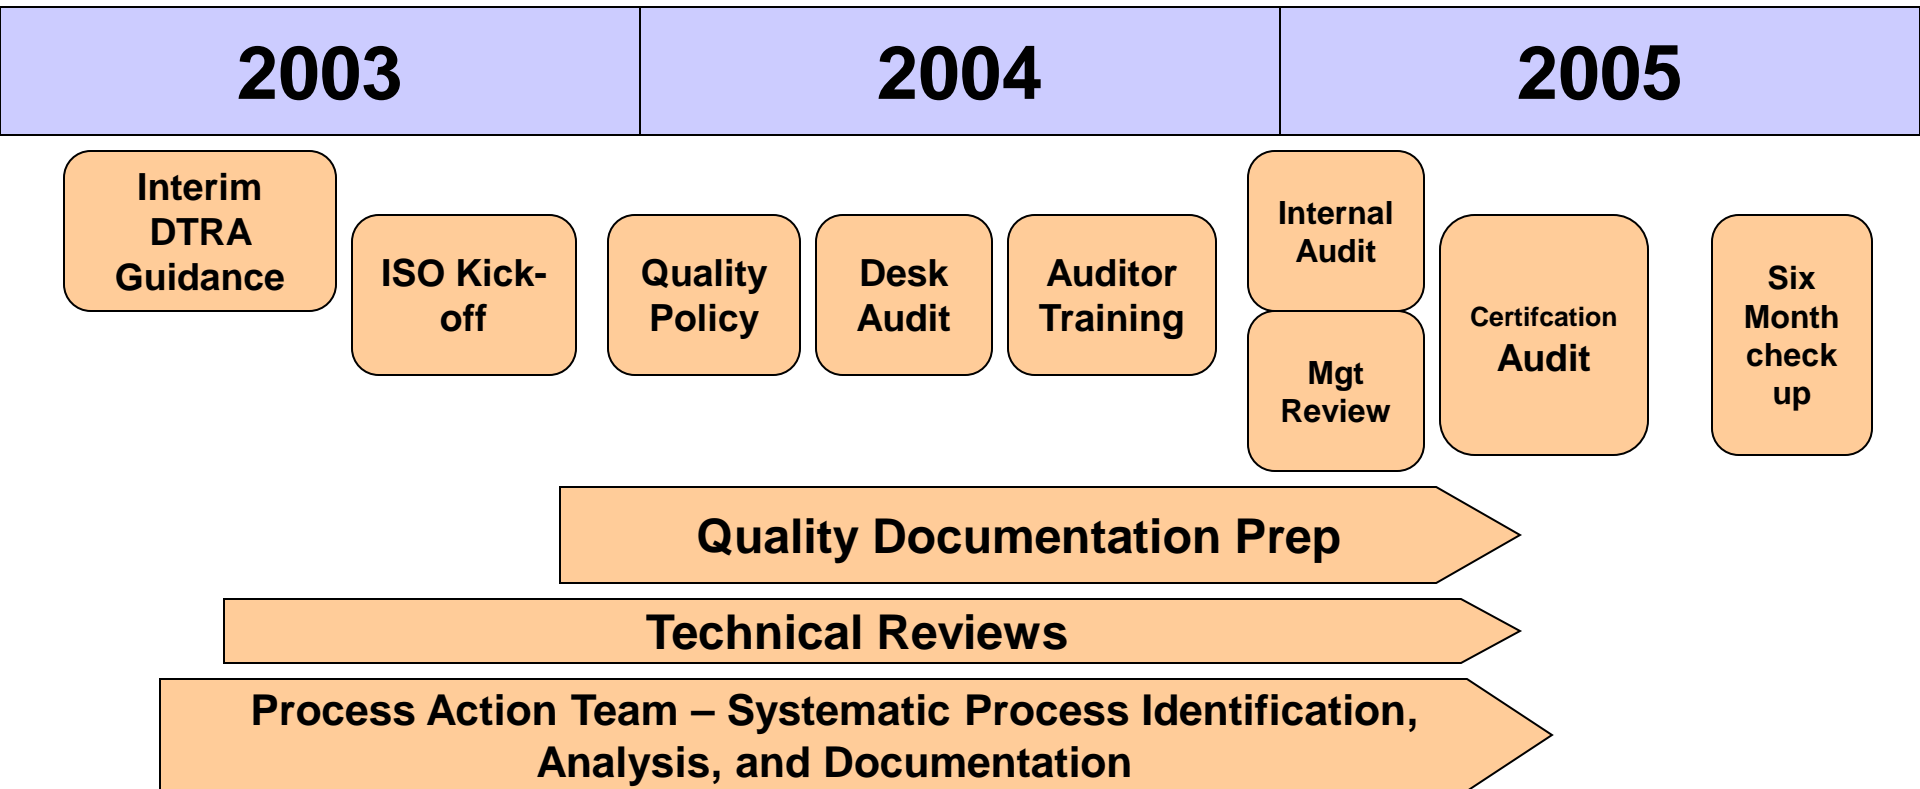 2003
2004
2005
Interim
DTRA
Guidance
ISO Kick-
off
Quality
Policy
Desk
Audit
Auditor
Training
Internal
Audit
Mgt
Review
Certifcation
Audit
Six
Month
check
up
Quality Documentation Prep
Technical Reviews
Process Action Team – Systematic Process Identification,
Analysis, and Documentation